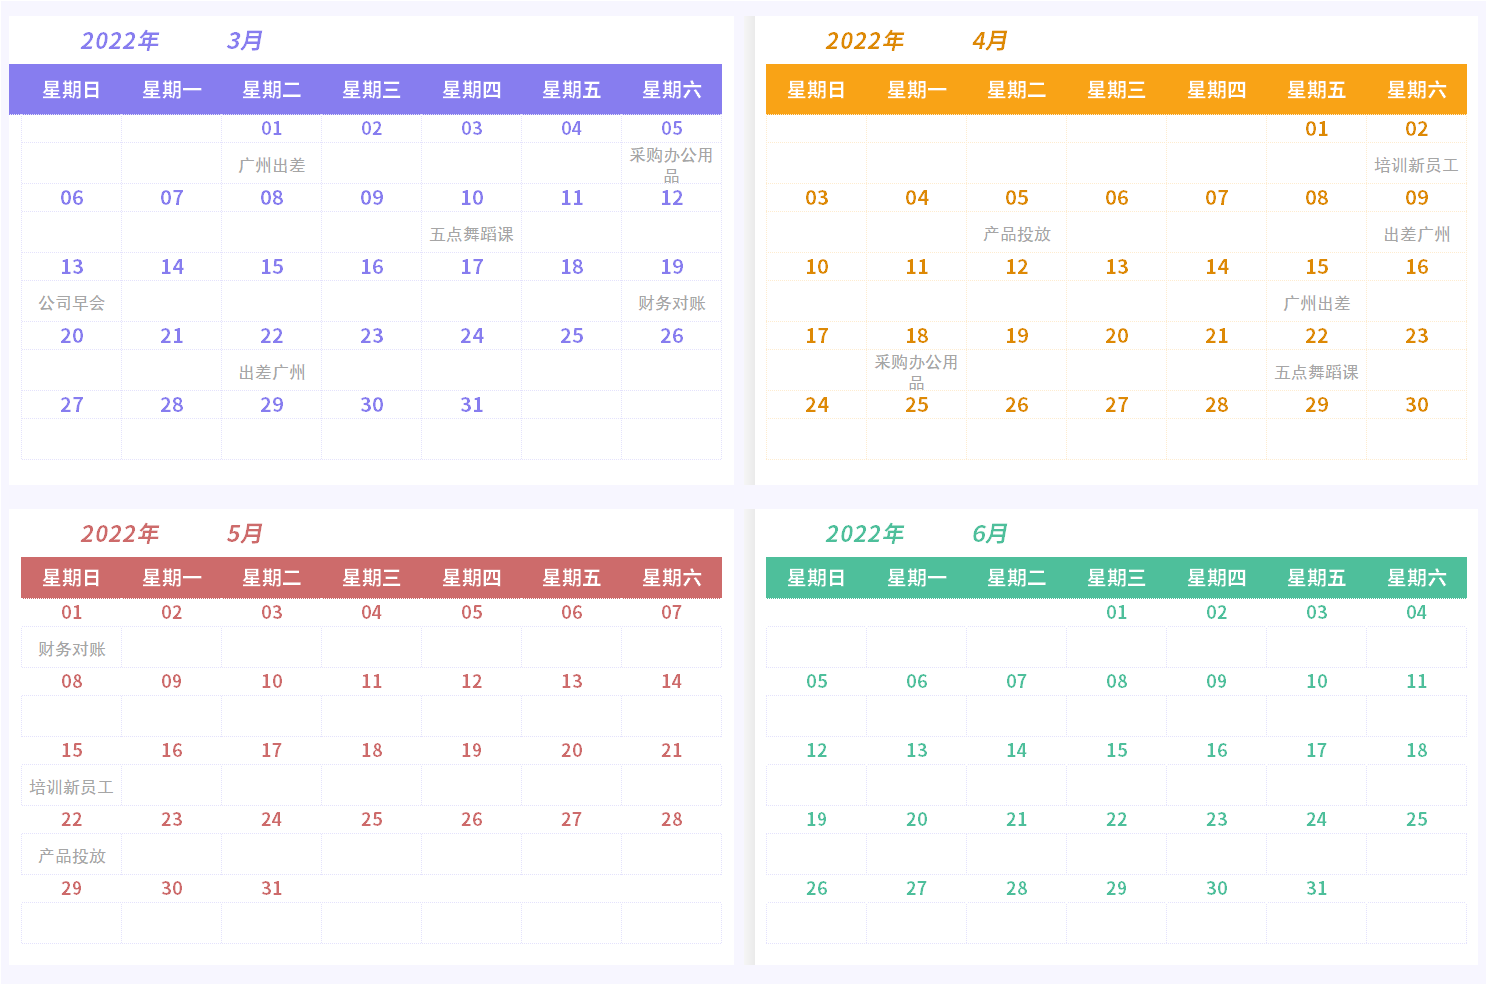 2022年 3月
星期日 星期一 星期二 星期三 星期四 星期五 星期六
01 02 03 04 05
广州出差 采购办公用
品
06 07 08 09 10 11 12
五点舞蹈课
13 14 15 16 17 18 19
公司早会 财务对账
20 21 22 23 24 25 26
出差广州
27 28 29 30 31
2022年 4月
星期日 星期一 星期二 星期三 星期四 星期五 星期六
01 02
培训新员工
03 04 05 06 07 08 09
产品投放 出差广州
10 11 12 13 14 15 16
广州出差
17 18 19 20 21 22 23
采购办公用
品 五点舞蹈课
24 25 26 27 28 29 30
2022年 5月
星期日 星期一 星期二 星期三 星期四 星期五 星期六
01 02 03 04 05 06 07
财务对账
08 09 10 11 12 13 14
15 16 17 18 19 20 21
培训新员工
22 23 24 25 26 27 28
产品投放
29 30 31
2022年 6月
星期日 星期一 星期二 星期三 星期四 星期五 星期六
01 02 03 04
05 06 07 08 09 10 11
12 13 14 15 16 17 18
19 20 21 22 23 24 25
26 27 28 29 30 31